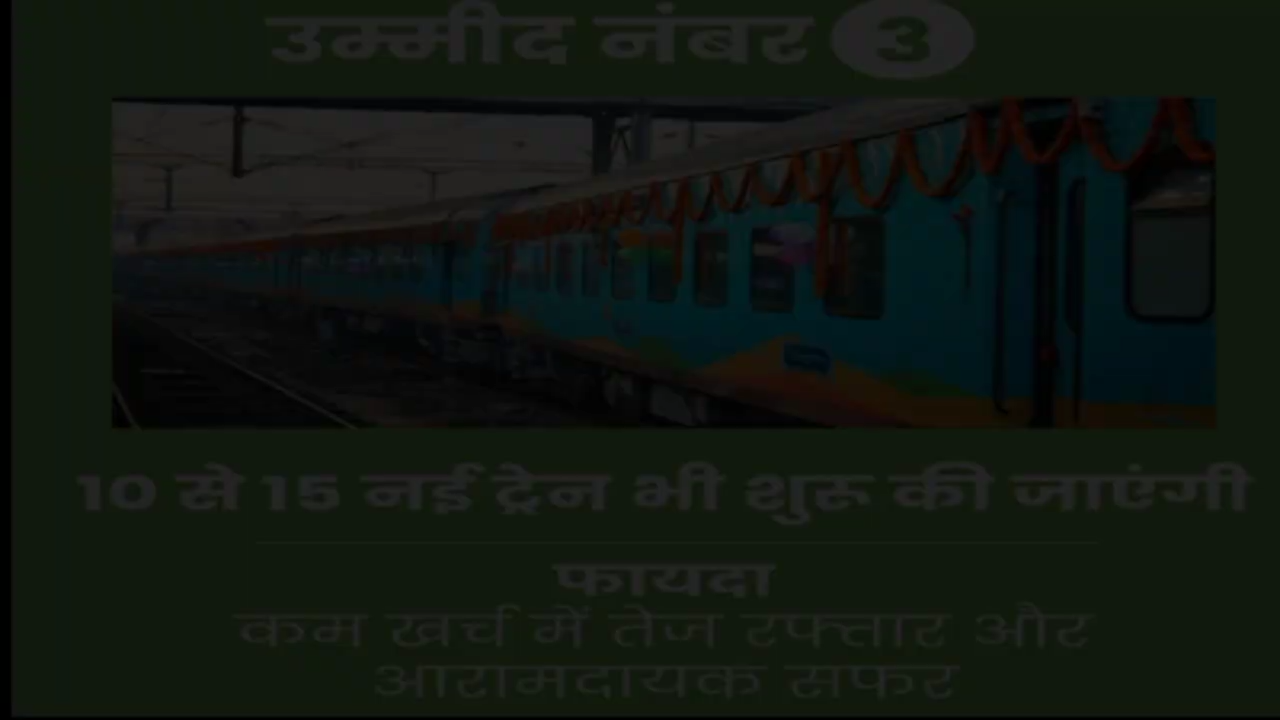 उम्मीद नंबर 3
10 से 15 नई ट्रेन भी शुरू की जाएंगी
फायदा
कम खर्च में तेज रफ्तार और
आरामदायक सफर